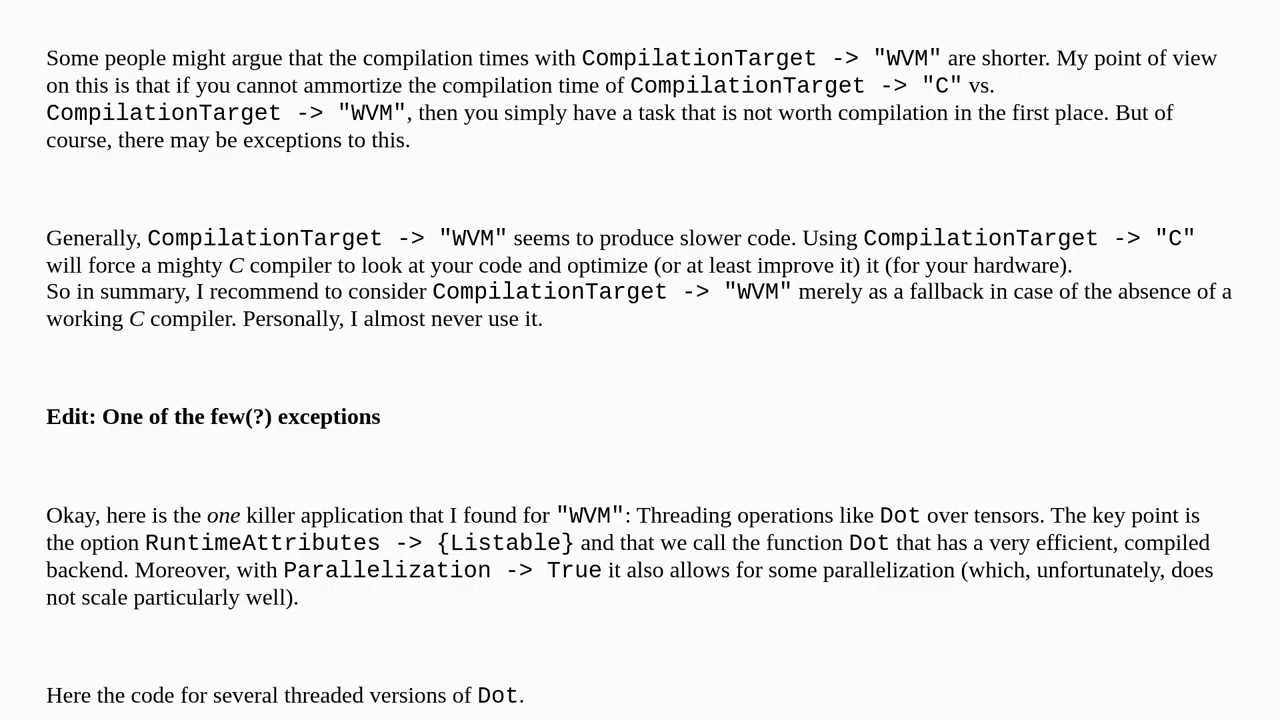 Some people might argue that the compilation times with CompilationTarget -> "WVM" are shorter. My point of view
on this is that if you cannot ammortize the compilation time of CompilationTarget -> "C" vs.
CompilationTarget -> "WVM", then you simply have a task that is not worth compilation in the first place. But of
course, there may be exceptions to this.
Generally, CompilationTarget -> "WVM" seems to produce slower code. Using CompilationTarget -> "C"
will force a mighty C compiler to look at your code and optimize (or at least improve it) it (for your hardware).
So in summary, I recommend to consider CompilationTarget -> "WVM" merely as a fallback in case of the absence of a
working C compiler. Personally, I almost never use it.
Edit: One of the few(?) exceptions
Okay, here is the one killer application that I found for "WVM": Threading operations like Dot over tensors. The key point is
the option RuntimeAttributes -> {Listable} and that we call the function Dot that has a very efficient, compiled
backend. Moreover, with Parallelization -> True it also allows for some parallelization (which, unfortunately, does
not scale particularly well).
Here the code for several threaded versions of Dot.